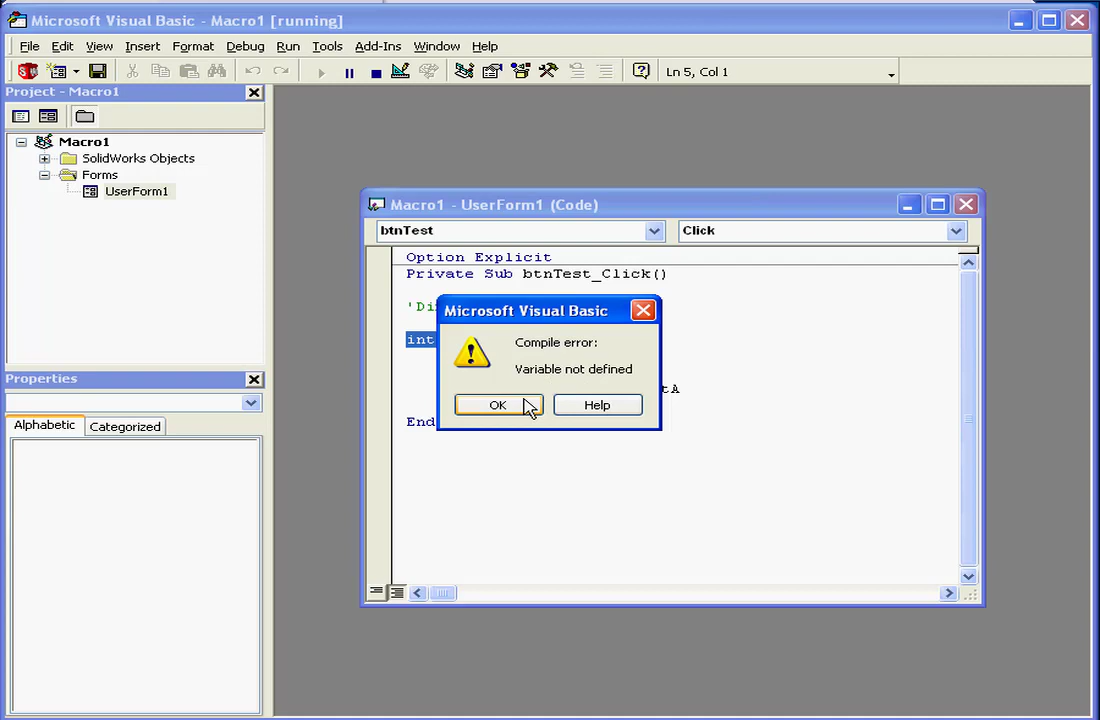 Microsoft Visual Basic - Macro1 [running]
File Edit View Insert Format Debug Run Tools Add-Ins Window Help
Ln 5, Col 1
Project - Macro1
Macro1
SolidWorks Objects
Forms
UserForm1
Properties
Alphabetic Categorized
Macro1 - UserForm1 (Code)
btnTest Click
Option Explicit
Private Sub btnTest_Click()
'Di
int
tA
End
Microsoft Visual Basic
Compile error:
Variable not defined
OK Help